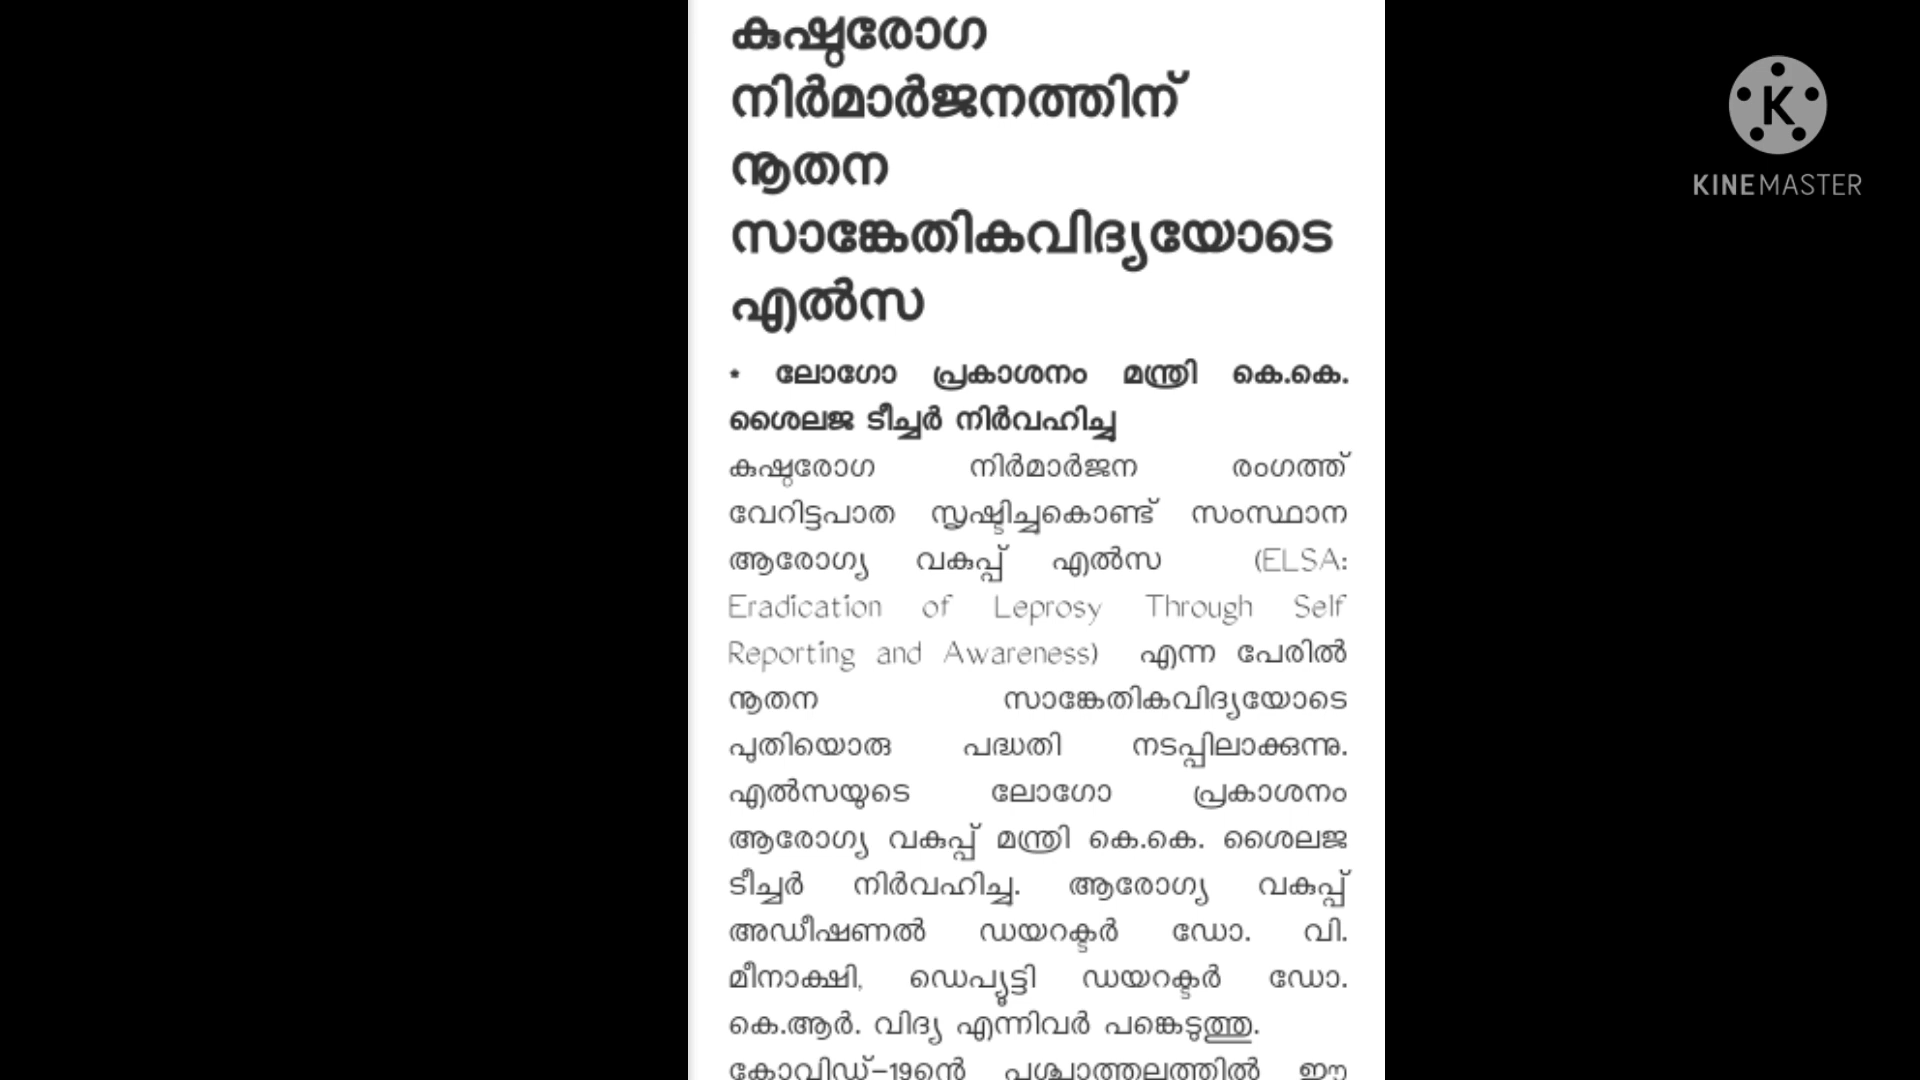 കുഷ്ഠരോഗ
നിർമാർജനത്തിന്
നൂതന
സാങ്കേതികവിദ്യയോടെ
എൽസ
* ലോഗോ പ്രകാശനം മന്ത്രി കെ.കെ.
ശൈലജ ടീച്ചർ നിർവഹിച്ചു
കുഷ്ഠരോഗ നിർമാർജന രംഗത്ത്
വേറിട്ടപാത സൃഷ്ടിച്ചുകൊണ്ട് സംസ്ഥാന
ആരോഗ്യ വകുപ്പ് എൽസ (ELSA:
Eradication of Leprosy Through Self
Reporting and Awareness) എന്ന പേരിൽ
നൂതന സാങ്കേതികവിദ്യയോടെ
പുതിയൊരു പദ്ധതി നടപ്പിലാക്കുന്നു.
എൽസയുടെ ലോഗോ പ്രകാശനം
ആരോഗ്യ വകുപ്പ് മന്ത്രി കെ.കെ. ശൈലജ
ടീച്ചർ നിർവഹിച്ചു. ആരോഗ്യ വകുപ്പ്
അഡീഷണൽ ഡയറക്ടർ ഡോ. വി.
മീനാക്ഷി, ഡെപ്യൂട്ടി ഡയറക്ടർ ഡോ.
കെ.ആർ. വിദ്യ എന്നിവർ പങ്കെടുത്തു.
കോവിഡ്-19ന്റെ പശ്ചാത്തലത്തിൽ ഈ
K
KINEMASTER